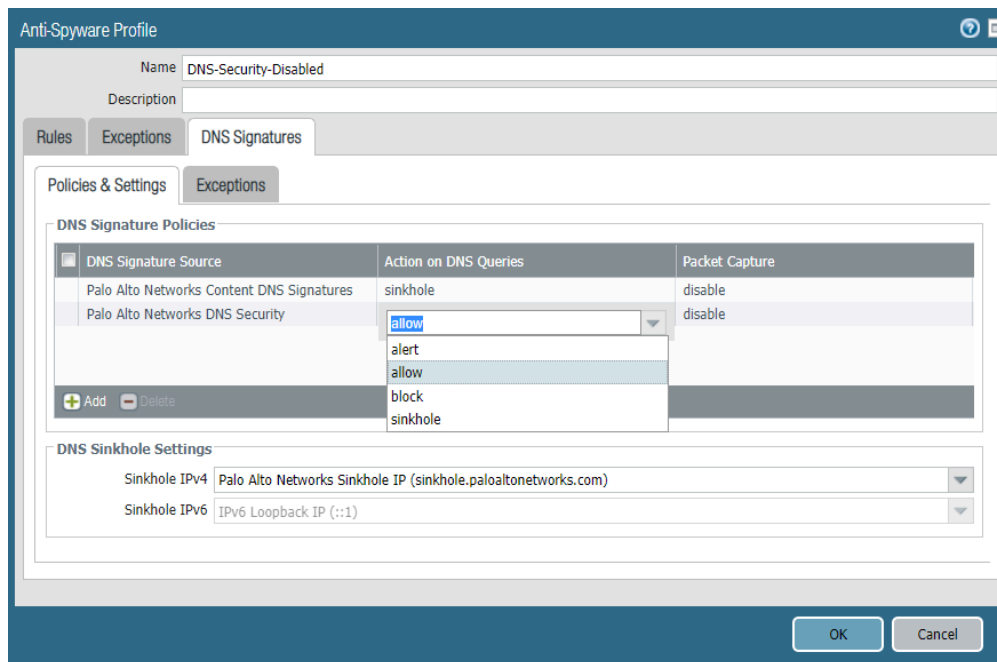 Anti-Spyware Profile
Name DNS-Security-Disabled
Description
Rules Exceptions DNS Signatures
Policies & Settings Exceptions
DNS Signature Policies
DNS Signature Source Action on DNS Queries Packet Capture
Palo Alto Networks Content DNS Signatures sinkhole disable
Palo Alto Networks DNS Security allow disable
alert
allow
block
sinkhole
Add Delete
DNS Sinkhole Settings
Sinkhole IPv4 Palo Alto Networks Sinkhole IP (sinkhole.paloaltonetworks.com)
Sinkhole IPv6 IPv6 Loopback IP (::1)
OK Cancel